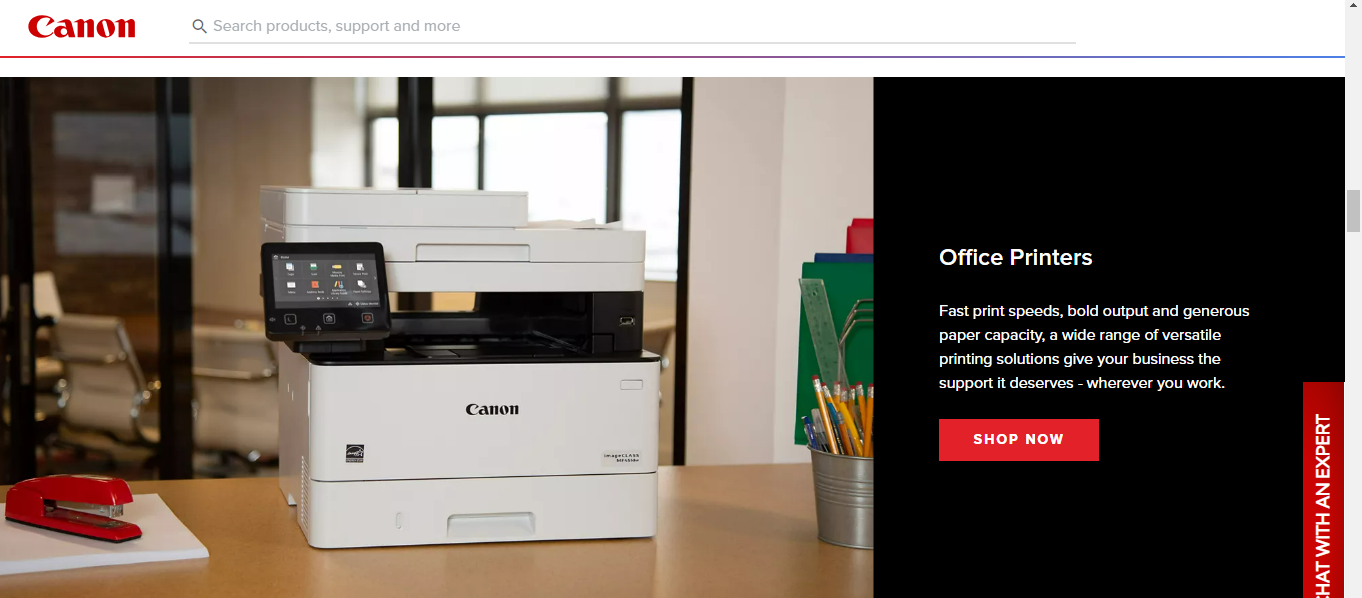 Canon
Search products, support and more
Office Printers
Fast print speeds, bold output and generous
paper capacity, a wide range of versatile
printing solutions give your business the
support it deserves - wherever you work.
SHOP NOW
Canon
imageCLASS
CHAT WITH AN EXPERT